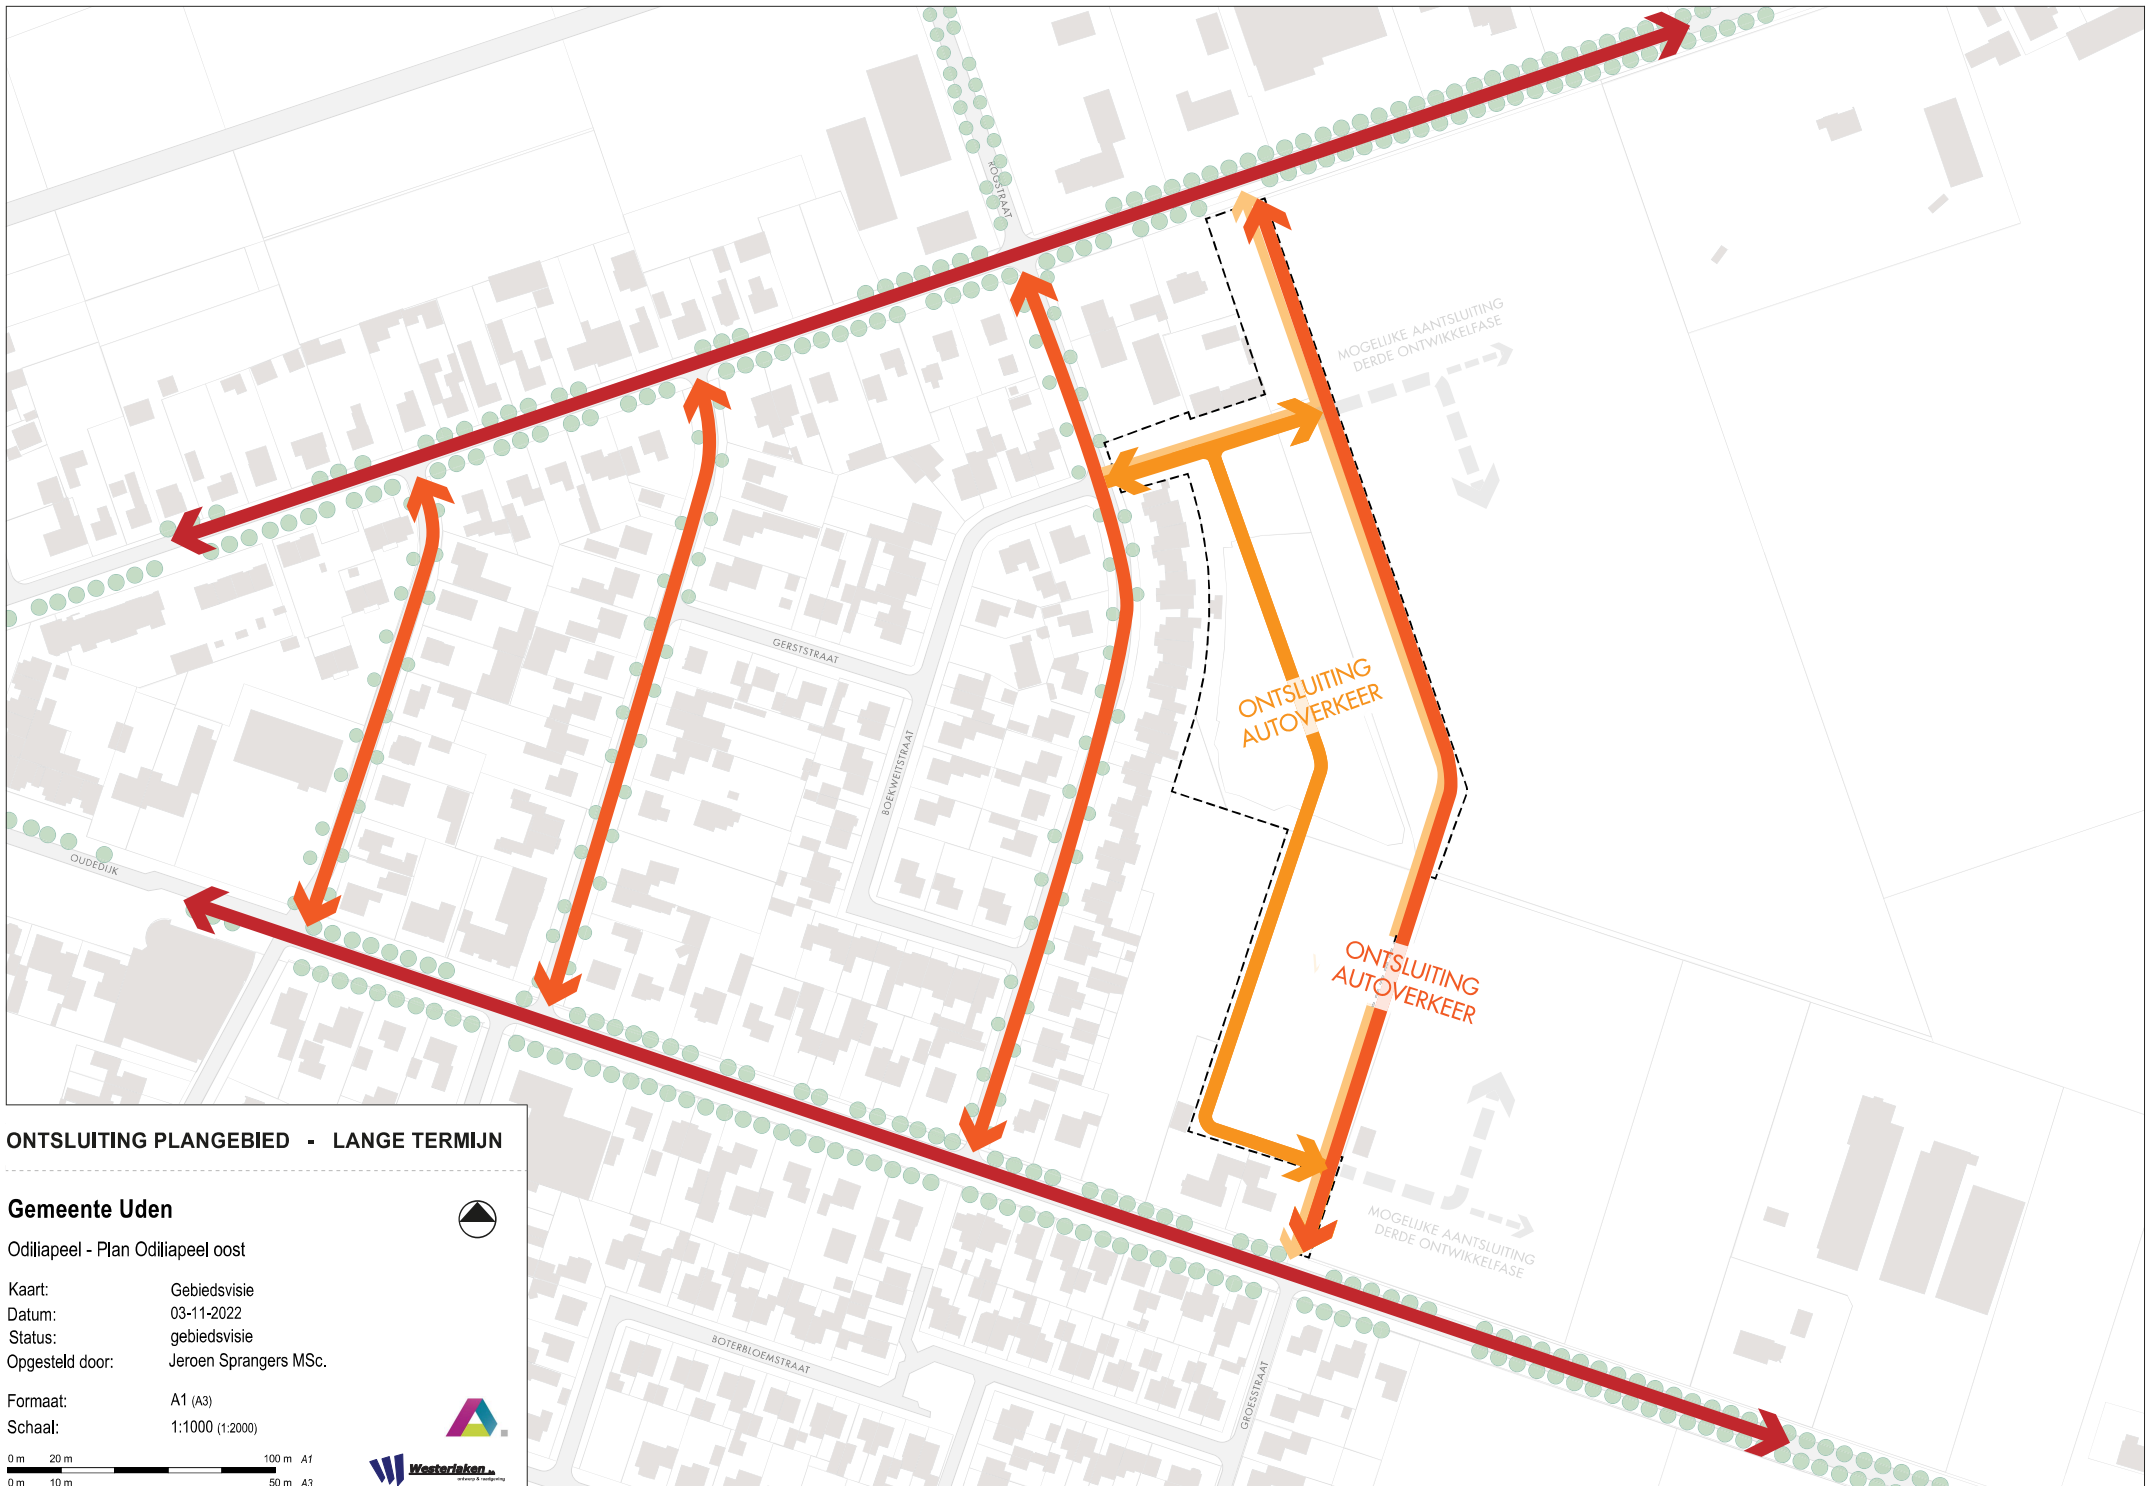 ROGSTRAAT
MOGELIJKE AANTSLUITING
DERDE ONTWIKKELFASE
GERSTSTRAAT
ONTSLUITING
AUTOVERKEER
BOEKWEITSTRAAT
OUDEDIJK
ONTSLUITING
AUTOVERKEER
MOGELIJKE AANTSLUITING
DERDE ONTWIKKELFASE
BOTERBLOEMSTRAAT
GROESSTRAAT
ONTSLUITING PLANGEBIED - LANGE TERMIJN
Gemeente Uden
Odiliapeel - Plan Odiliapeel oost
Kaart: Gebiedsvisie
Datum: 03-11-2022
Status: gebiedsvisie
Opgesteld door: Jeroen Sprangers MSc.
Formaat: A1 (A3)
Schaal: 1:1000 (1:2000)
0 m 20 m 100 m A1
0 m 10 m 50 m A3
Westerlaken